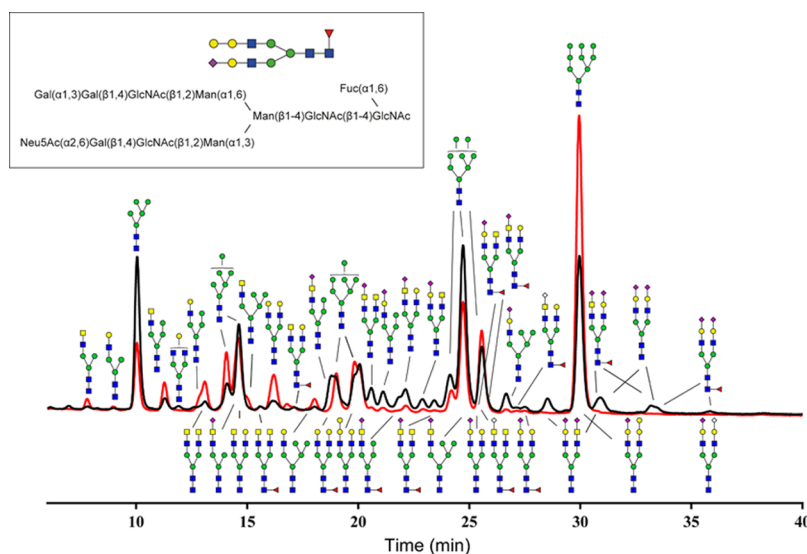 Gal(α1,3)Gal(β1,4)GlcNAc(β1,2)Man(α1,6)
Fuc(α1,6)
Man(β1-4)GlcNAc(β1-4)GlcNAc
Neu5Ac(α2,6)Gal(β1,4)GlcNAc(β1,2)Man(α1,3)
10 15 20 25 30 35 40
Time (min)